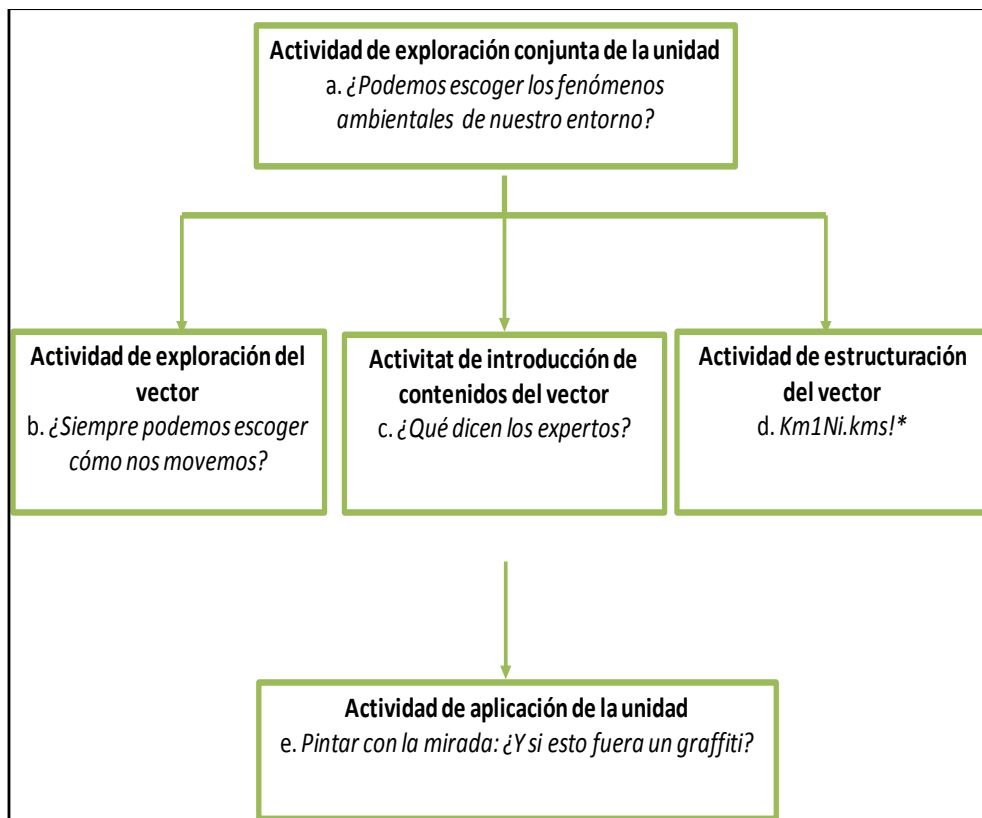 Actividad de exploración conjunta de la unidad
a. ¿Podemos escoger los fenómenos
ambientales de nuestro entorno?
Actividad de exploración del
vector
b. ¿Siempre podemos escoger
cómo nos movemos?
Activitat de introducción de
contenidos del vector
c. ¿Qué dicen los expertos?
Actividad de estructuración
del vector
d. Km1Ni.kms!*
Actividad de aplicación de la unidad
e. Pintar con la mirada: ¿Y si esto fuera un graffiti?